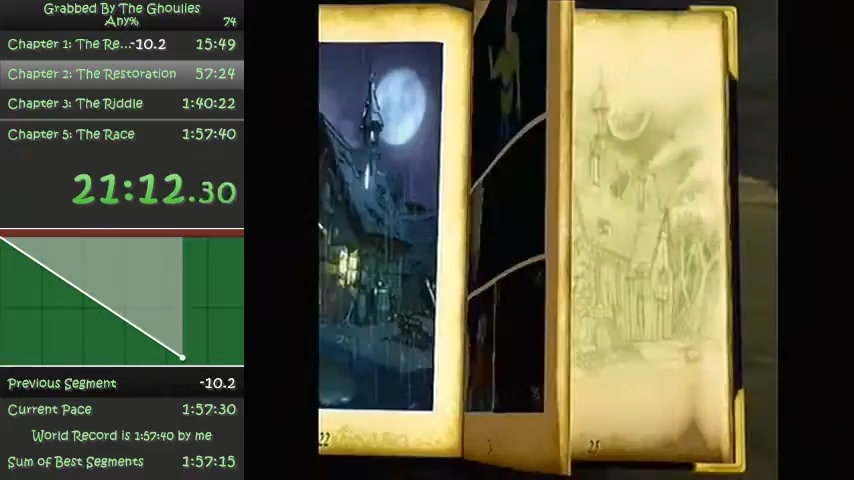 Grabbed By The Ghoulies
Any% 74
Chapter 1: The Re... -10.2 15:49
Chapter 2: The Restoration 57:24
Chapter 3: The Riddle 1:40:22
Chapter 5: The Race 1:57:40
21:12.30
Previous Segment -10.2
Current Pace 1:57:30
World Record is 1:57:40 by me
Sum of Best Segments 1:57:15
22